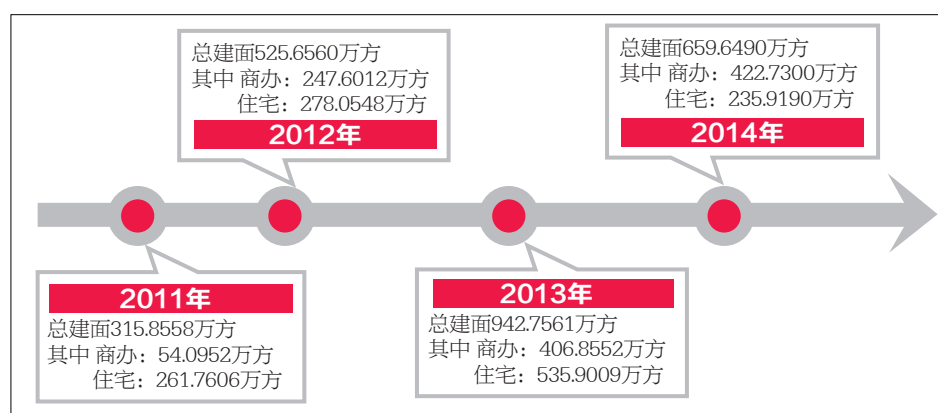 总建面525.6560万方
其中 商办：247.6012万方
住宅：278.0548万方
2012年
总建面659.6490万方
其中 商办：422.7300万方
住宅：235.9190万方
2014年
2011年
总建面315.8558万方
其中 商办：54.0952万方
住宅：261.7606万方
2013年
总建面942.7561万方
其中 商办：406.8552万方
住宅：535.9009万方